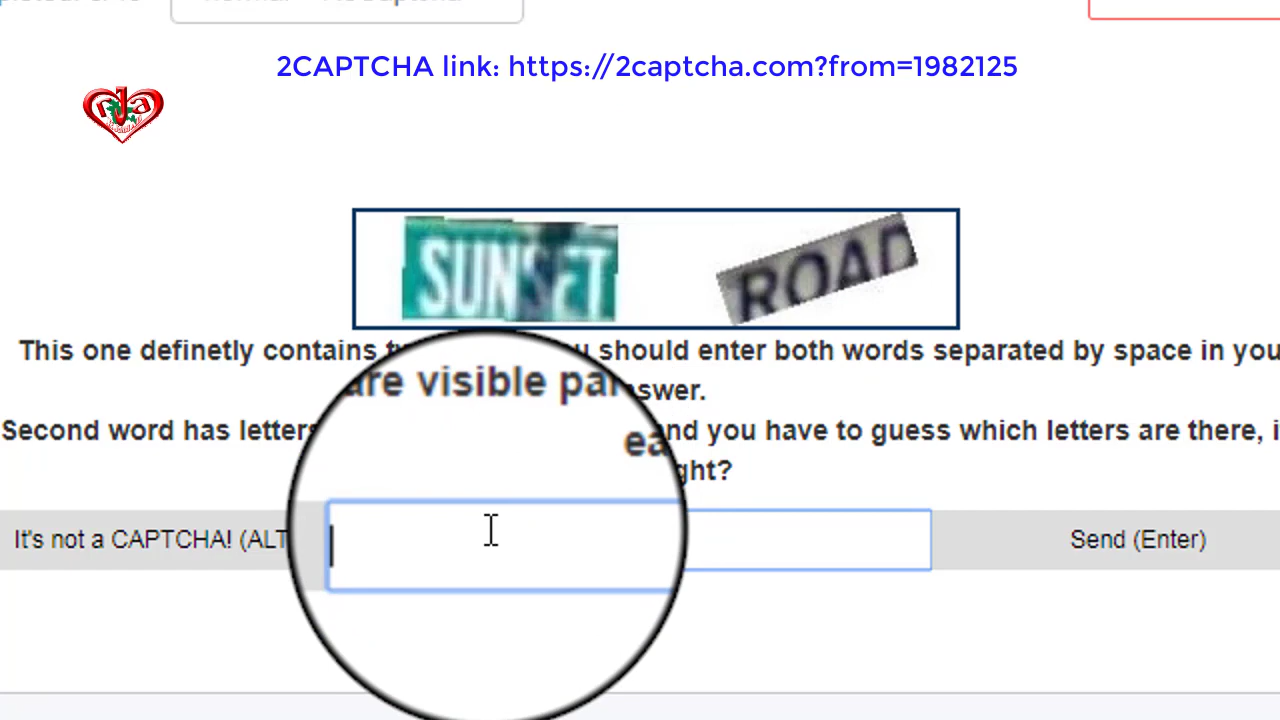 2CAPTCHA link: https://2captcha.com?from=1982125
rJa
SUNSET ROAD
This one definetly contains should enter both words separated by space in you
are visible par swer.
Second word has letters nd you have to guess which letters are there, i
ea ght?
It's not a CAPTCHA! (ALT
Send (Enter)